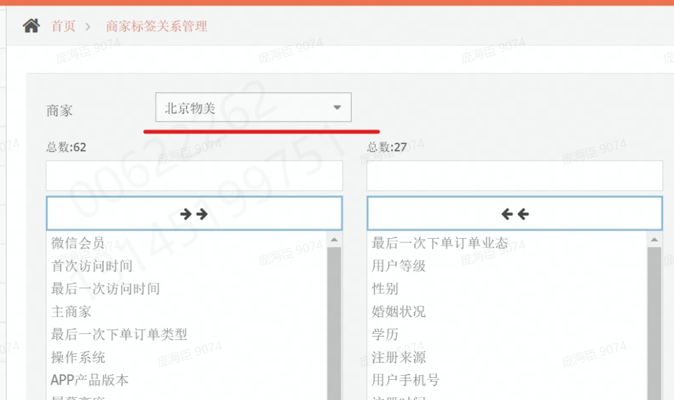 首页 > 商家标签关系管理
商家
北京物美
总数:62
总数:27
微信会员
首次访问时间
最后一次访问时间
主商家
最后一次下单订单类型
操作系统
APP产品版本
最后一次下单订单业态
用户等级
性别
婚姻状况
学历
注册来源
用户手机号
庞海臣 9074